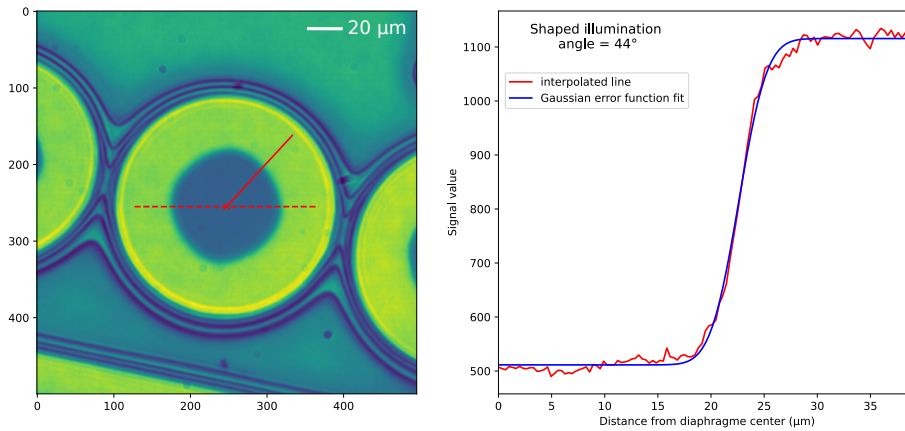 20 µm
0
100
200
300
400
0 100 200 300 400
Shaped illumination
angle = 44°
interpolated line
Gaussian error function fit
Signal value
1100
1000
900
800
700
600
500
0 5 10 15 20 25 30 35
Distance from diaphragme center (µm)